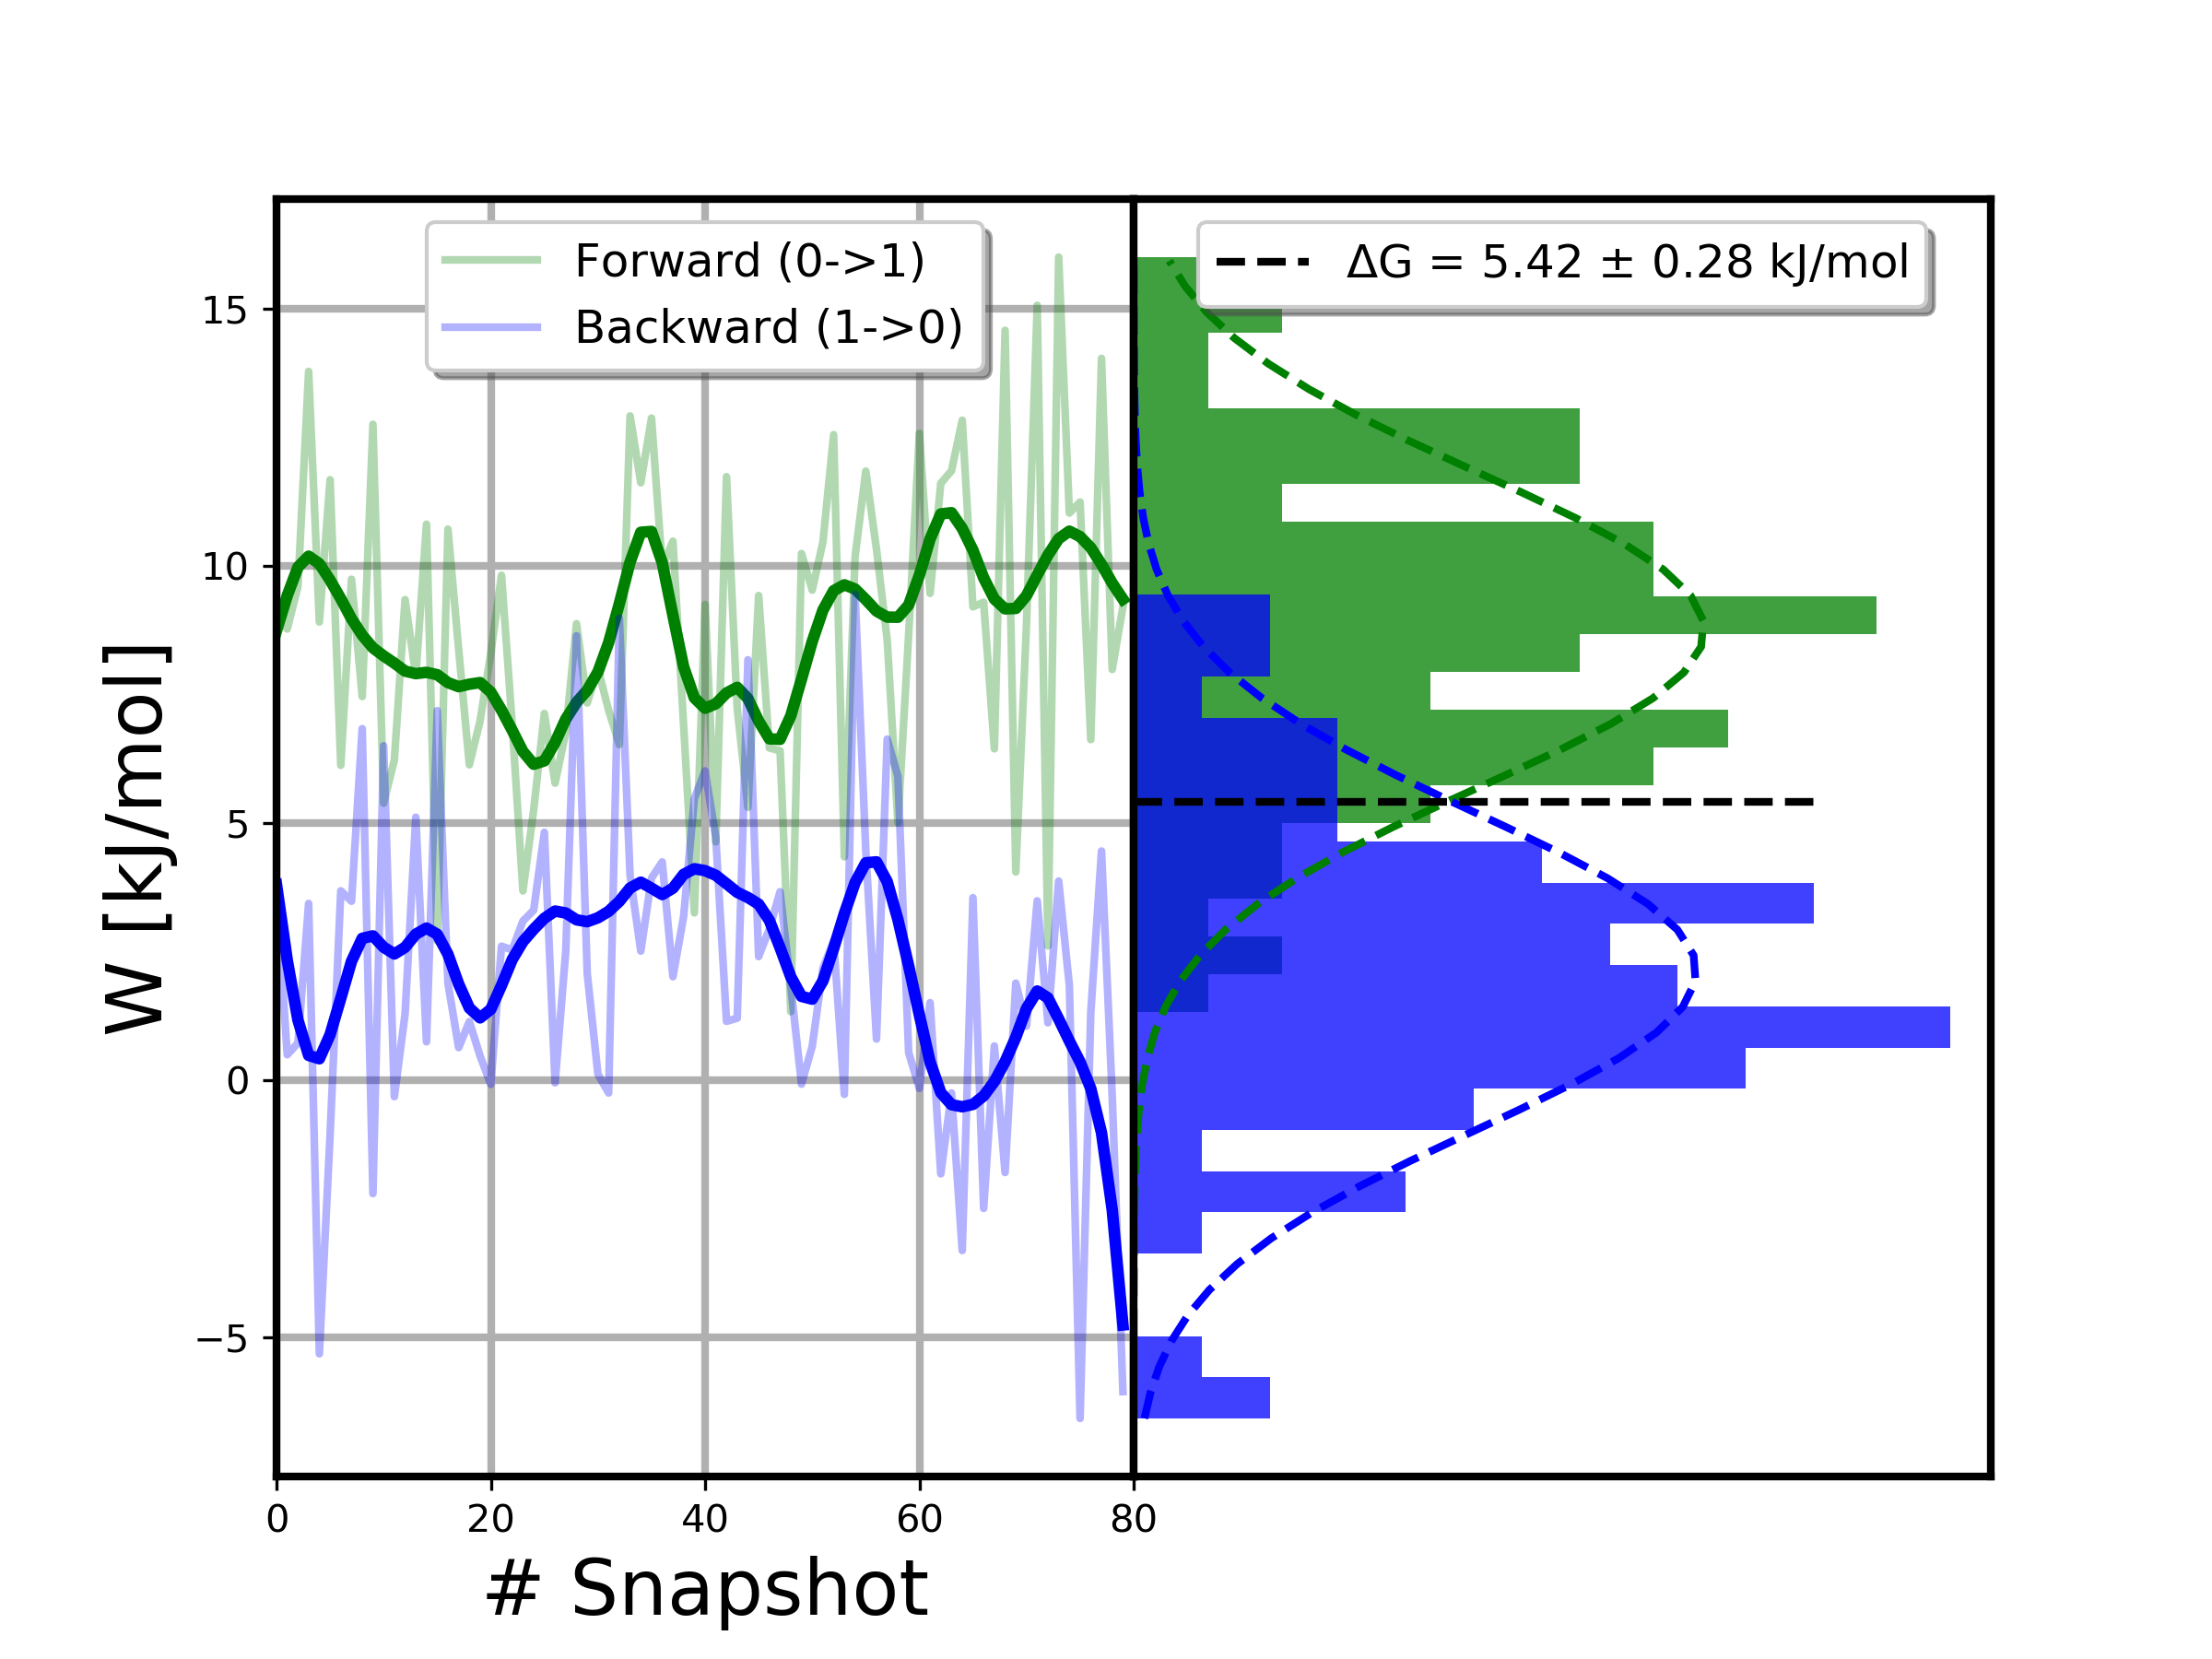 Forward (0->1)
Backward (1->0)
ΔG = 5.42 ± 0.28 kJ/mol
15
10
5
0
−5
W [kJ/mol]
0 20 40 60 80
# Snapshot